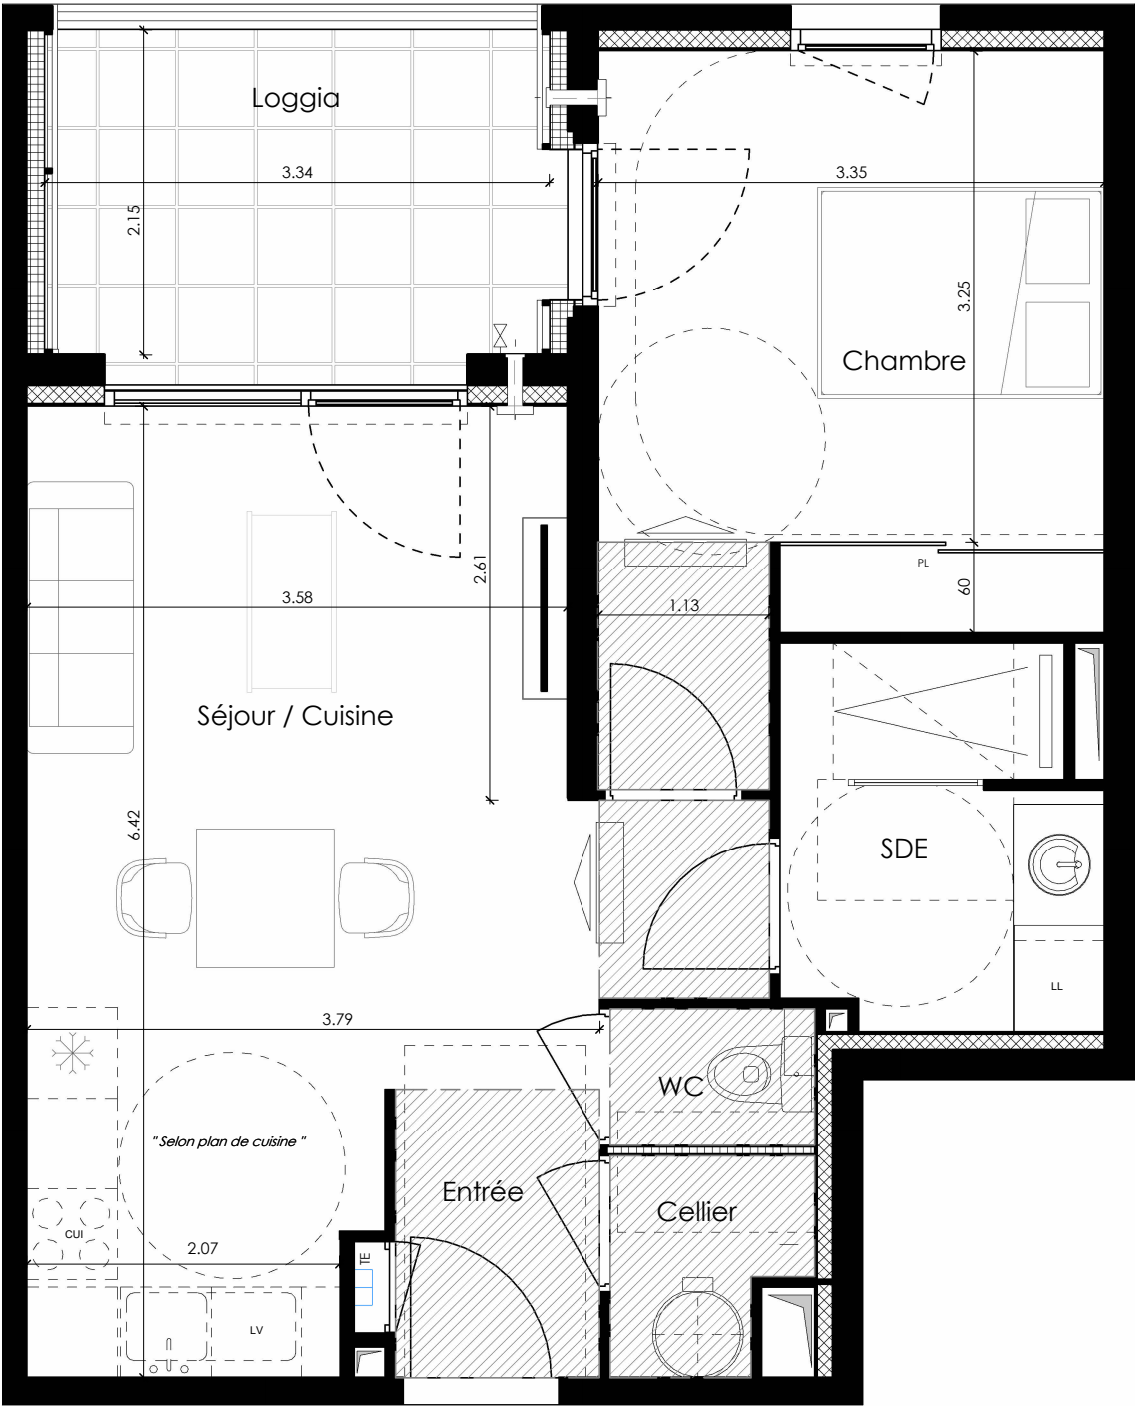 Loggia
3.34
3.35
2.15
3.25
Chambre
PL
2.61
60
3.58
1.13
Séjour / Cuisine
6.42
SDE
LL
3.79
WC
"Selon plan de cuisine"
Entrée
Cellier
CUI
2.07
TE
LV